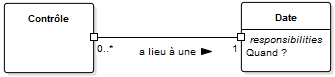 Contrôle
0..*
a lieu à une
1
Date
responsibilities
Quand ?